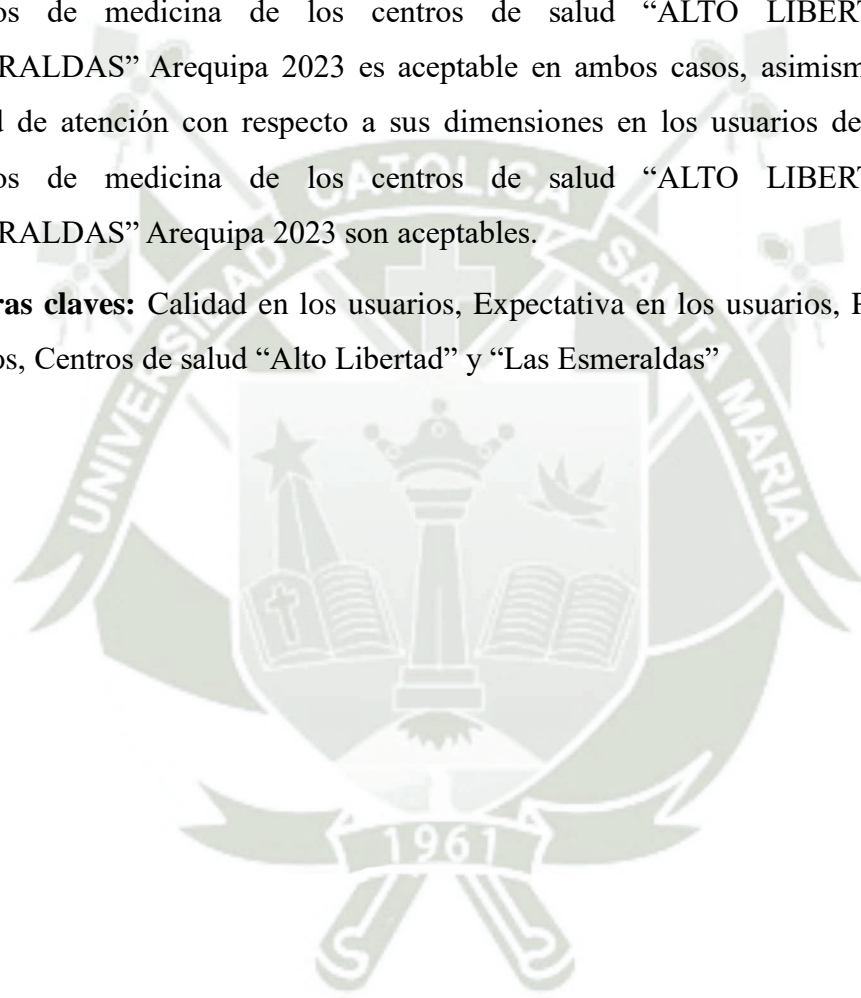 os de medicina de los centros de salud “ALTO LIBERT
RALDAS” Arequipa 2023 es aceptable en ambos casos, asimism
d de atención con respecto a sus dimensiones en los usuarios de
os de medicina de los centros de salud “ALTO LIBERT
RALDAS” Arequipa 2023 son aceptables.
ras claves: Calidad en los usuarios, Expectativa en los usuarios,
os, Centros de salud “Alto Libertad” y “Las Esmeraldas”
UNIVERSIDAD CATOLICA SANTA MARIA
1961